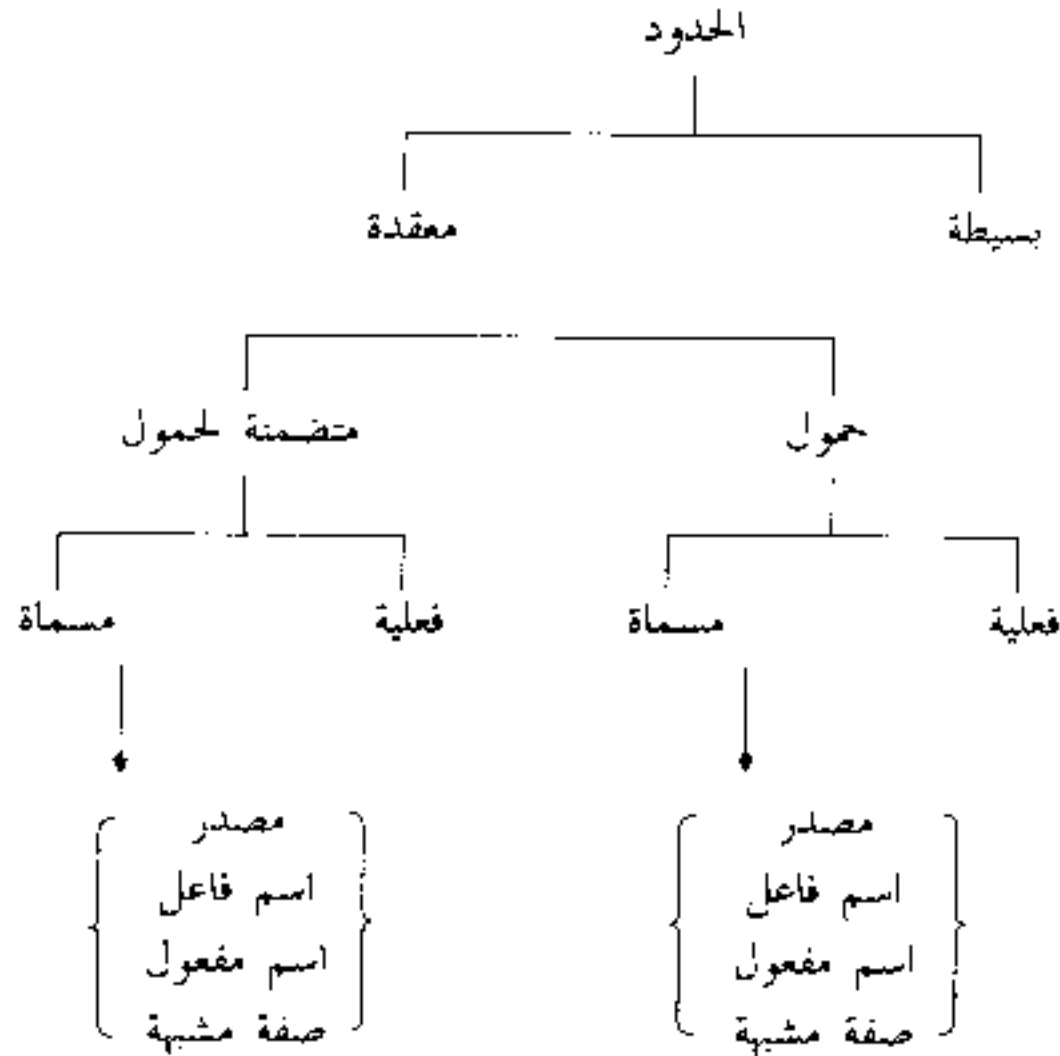 الحدود
بسيطة معقدة
حمول متضمنة لحمول
فعلية مسماة فعلية مسماة
مصدر مصدر
اسم فاعل اسم فاعل
اسم مفعول اسم مفعول
صفة مشبهة صفة مشبهة